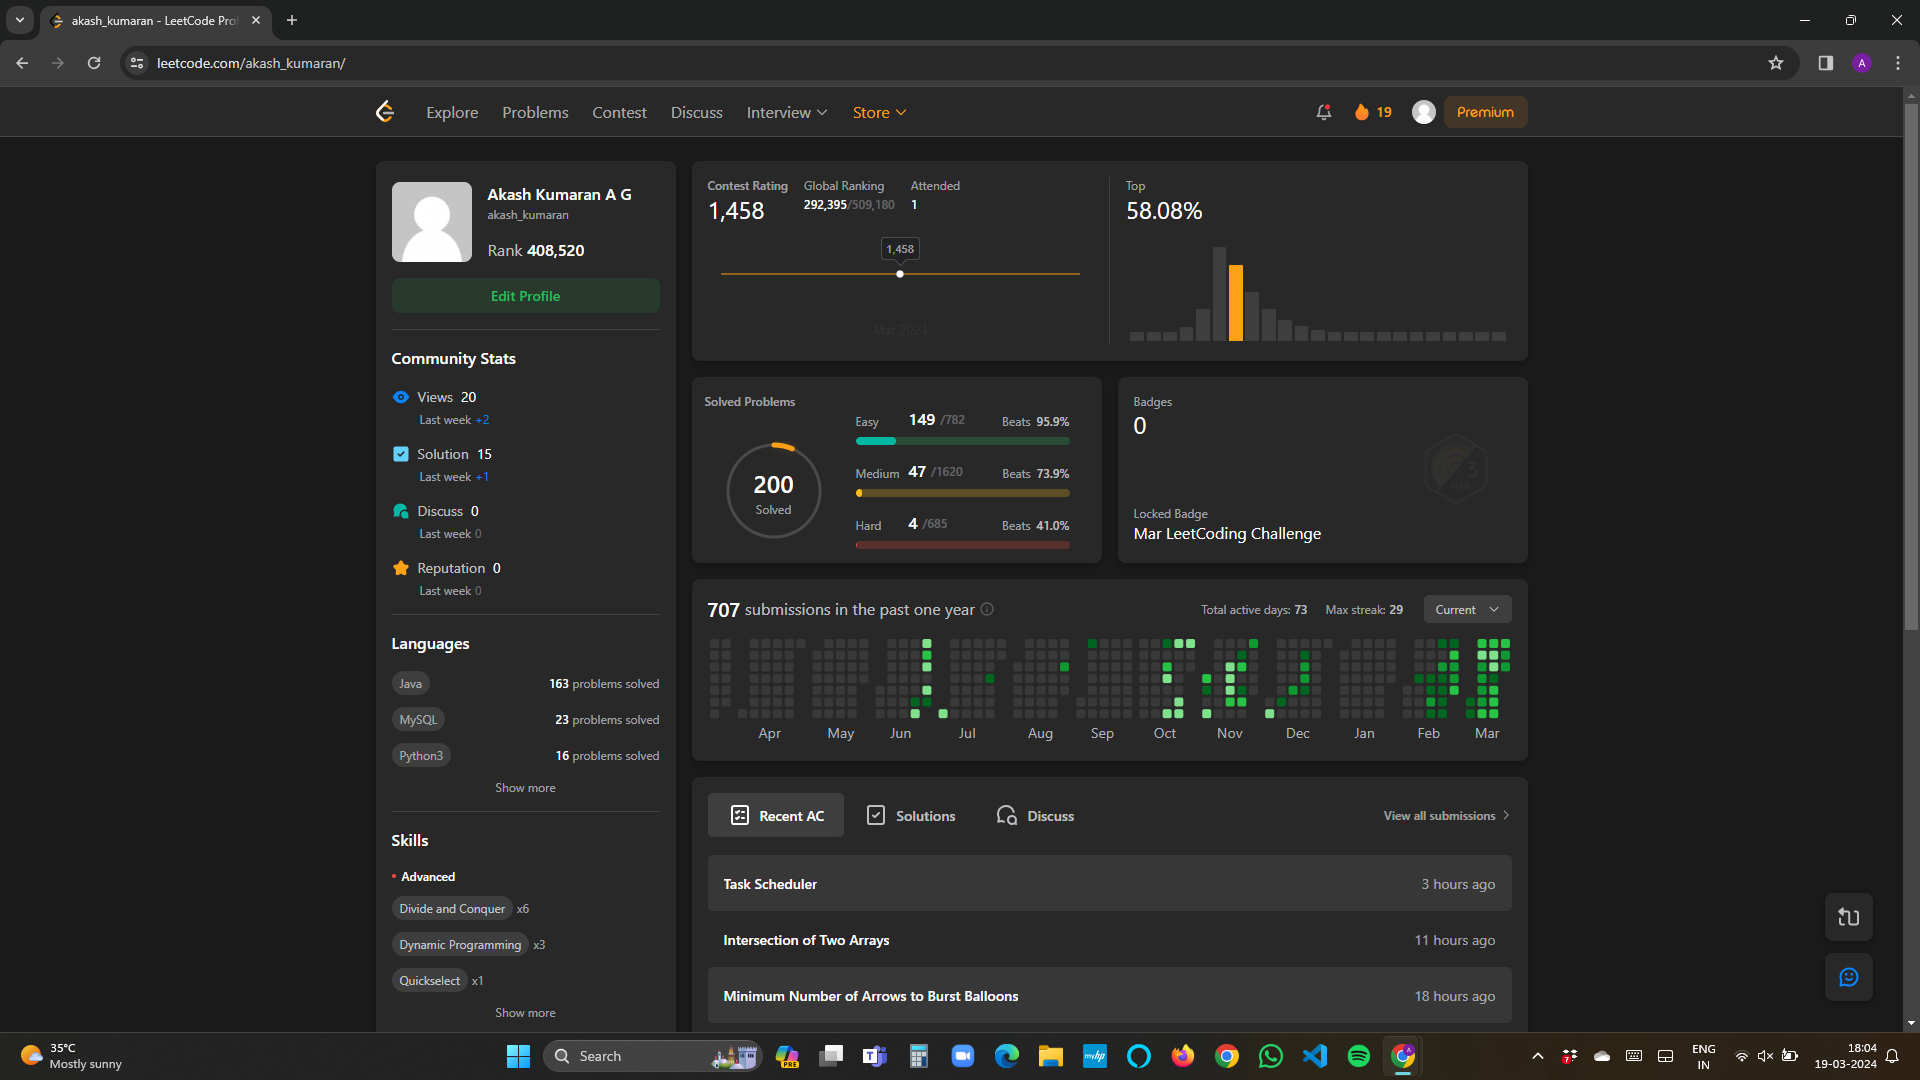 akash_kumaran - LeetCode Pro
leetcode.com/akash_kumaran/
A
Explore
Problems
Contest
Discuss
Interview
Store
19
Premium
Akash Kumaran A G
akash_kumaran
Rank 408,520
Edit Profile
Community Stats
Views 20
Last week +2
Solution 15
Last week +1
Discuss 0
Last week 0
Reputation 0
Last week 0
Languages
Java 163 problems solved
MySQL 23 problems solved
Python3 16 problems solved
Show more
Skills
Advanced
Divide and Conquer x6
Dynamic Programming x3
Quickselect x1
Show more
Contest Rating
1,458
Global Ranking
292,395/509,180
Attended
1
1,458
Mar 2024
Top
58.08%
Solved Problems
200
Solved
Easy 149 /782 Beats 95.9%
Medium 47 /1620 Beats 73.9%
Hard 4 /685 Beats 41.0%
Badges
0
3
Locked Badge
Mar LeetCoding Challenge
707 submissions in the past one year
Total active days: 73 Max streak: 29
Current
Apr May Jun Jul Aug Sep Oct Nov Dec Jan Feb Mar
Recent AC
Solutions
Discuss
View all submissions
Task Scheduler 3 hours ago
Intersection of Two Arrays 11 hours ago
Minimum Number of Arrows to Burst Balloons 18 hours ago
35°C
Mostly sunny
Search
PRE
myhp
7
ENG
IN
18:04
19-03-2024